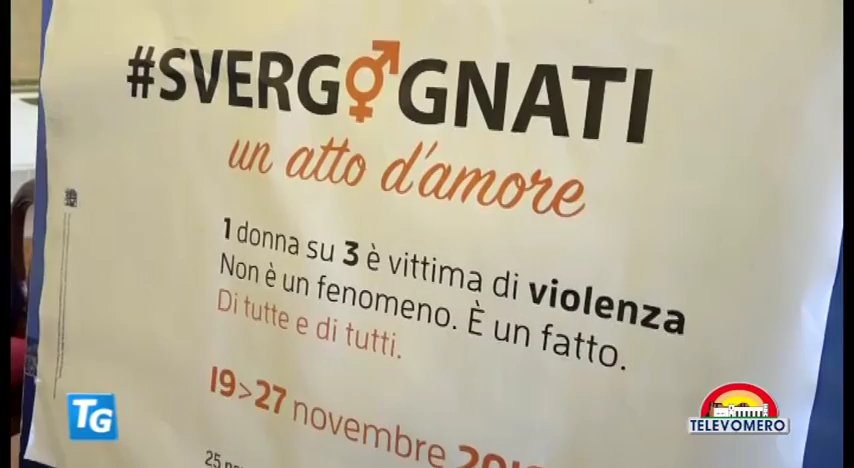 #SVERGOGNATI
un atto d'amore
1 donna su 3 è vittima di violenza
Non è un fenomeno. È un fatto.
Di tutte e di tutti.
19>27 novembre
TG
TELEVOMERO